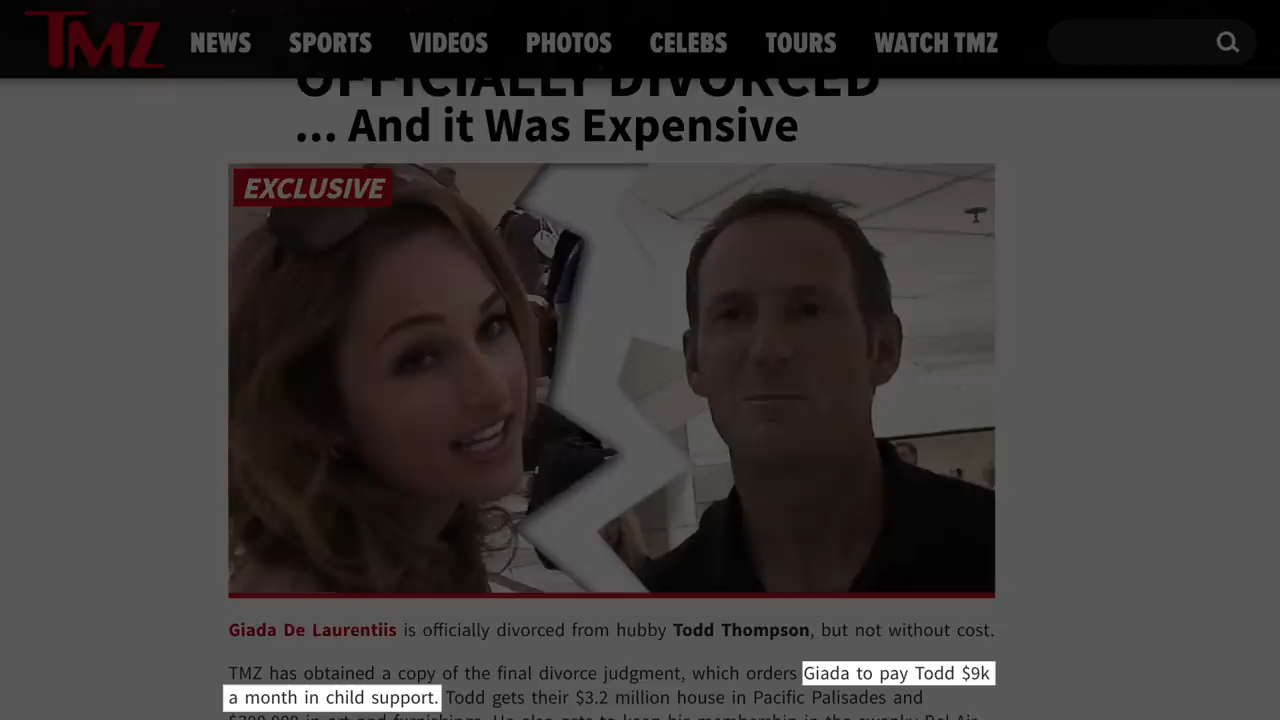 TMZ NEWS SPORTS VIDEOS PHOTOS CELEBS TOURS WATCH TMZ
OFFICIALLY DIVORCED
... And it Was Expensive
EXCLUSIVE
Giada De Laurentiis is officially divorced from hubby Todd Thompson, but not without cost.
TMZ has obtained a copy of the final divorce judgment, which orders Giada to pay Todd $9k
a month in child support. Todd gets their $3.2 million house in Pacific Palisades and